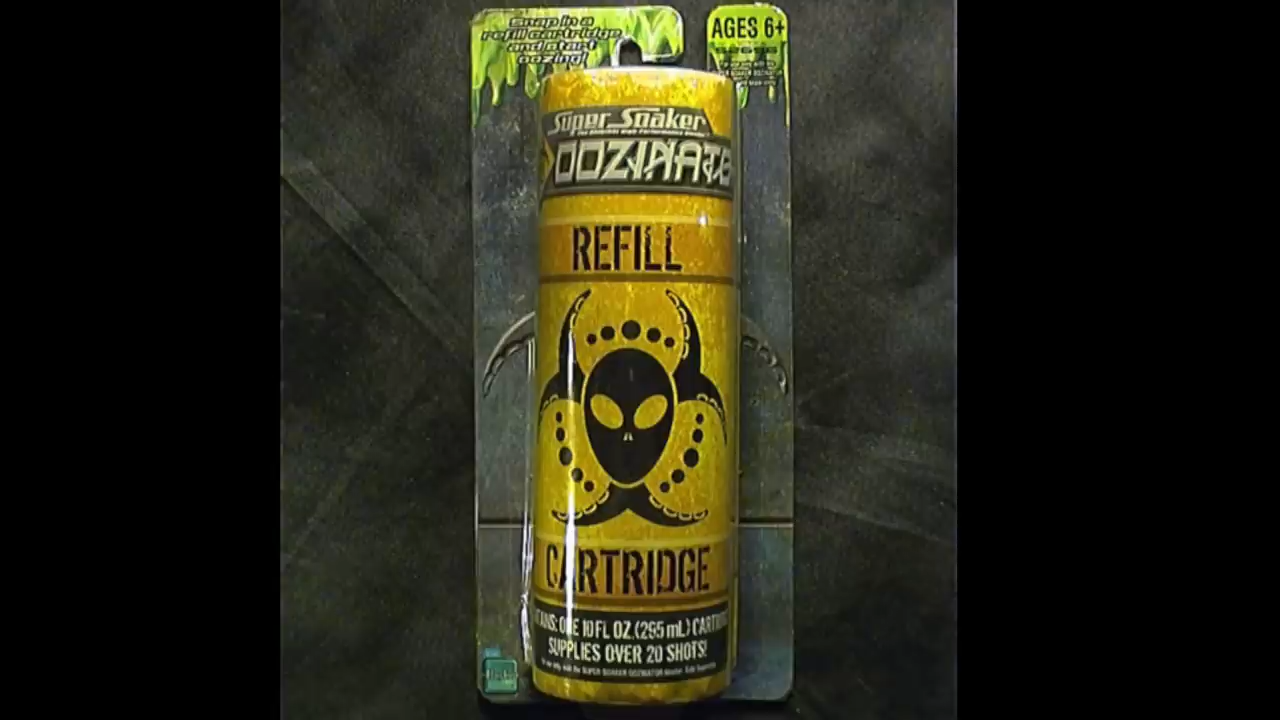 Snap in a
refill cartridge
and start
oozing!
AGES 6+
Super Soaker
OOZINATO
REFILL
CARTRIDGE
ONE 10 FL OZ. (295 mL)
SUPPLIES OVER 20 SHOTS!